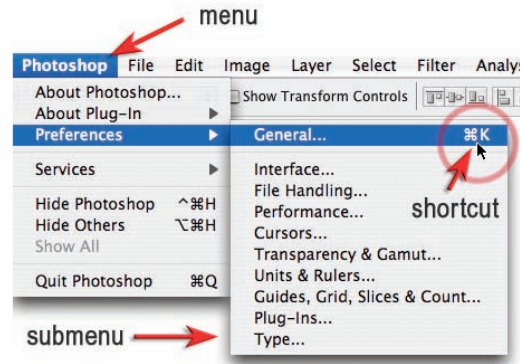 menu
Photoshop File Edit Image Layer Select Filter Analys
About Photoshop...
Show Transform Controls
About Plug-In
Preferences
General... ⌘K
Services
Interface...
File Handling...
Hide Photoshop ^⌘H
Performance...
shortcut
Hide Others ⌥⌘H
Cursors...
Show All
Transparency & Gamut...
Quit Photoshop ⌘Q
Units & Rulers...
Guides, Grid, Slices & Count...
Plug-Ins...
submenu
Type...